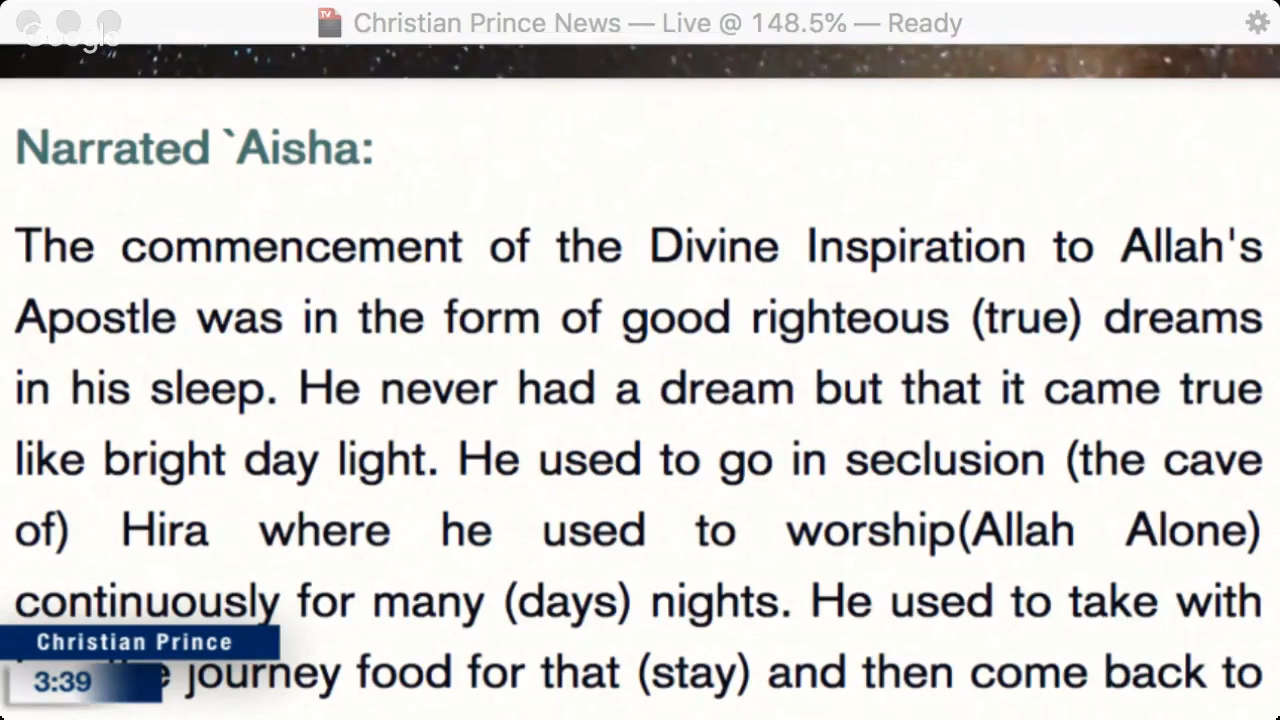 Christian Prince News — Live @ 148.5% — Ready
Google
Narrated `Aisha:
The commencement of the Divine Inspiration to Allah's
Apostle was in the form of good righteous (true) dreams
in his sleep. He never had a dream but that it came true
like bright day light. He used to go in seclusion (the cave
of) Hira where he used to worship(Allah Alone)
continuously for many (days) nights. He used to take with
Christian Prince
journey food for that (stay) and then come back to
3:39